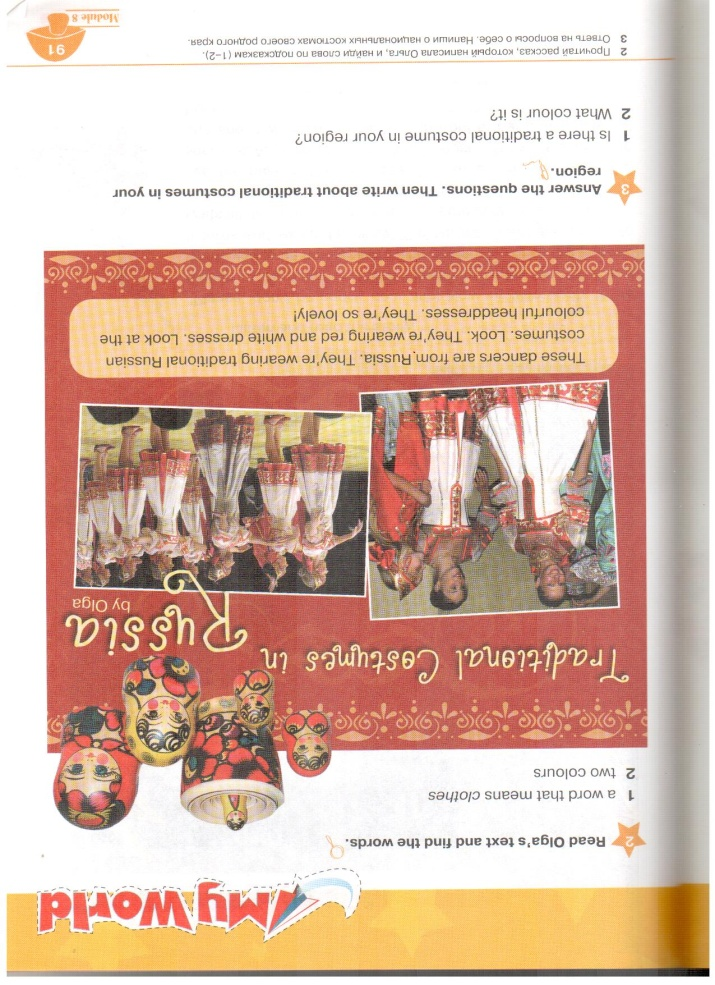 My World
2 Read Olga's text and find the words.
1 a word that means clothes
2 two colours
Traditional Costumes in Russia
by Olga
These dancers are from Russia. They're wearing traditional Russian
costumes. Look. They're wearing red and white dresses. Look at the
colourful headdresses. They're so lovely!
3 Answer the questions. Then write about traditional costumes in your
region.
1 Is there a traditional costume in your region?
2 What colour is it?
2 Прочитай рассказ, который написала Ольга, и найди слова по подсказкам (1–2).
3 Ответь на вопросы о себе. Напиши о национальных костюмах своего родного края.
91
Module 8